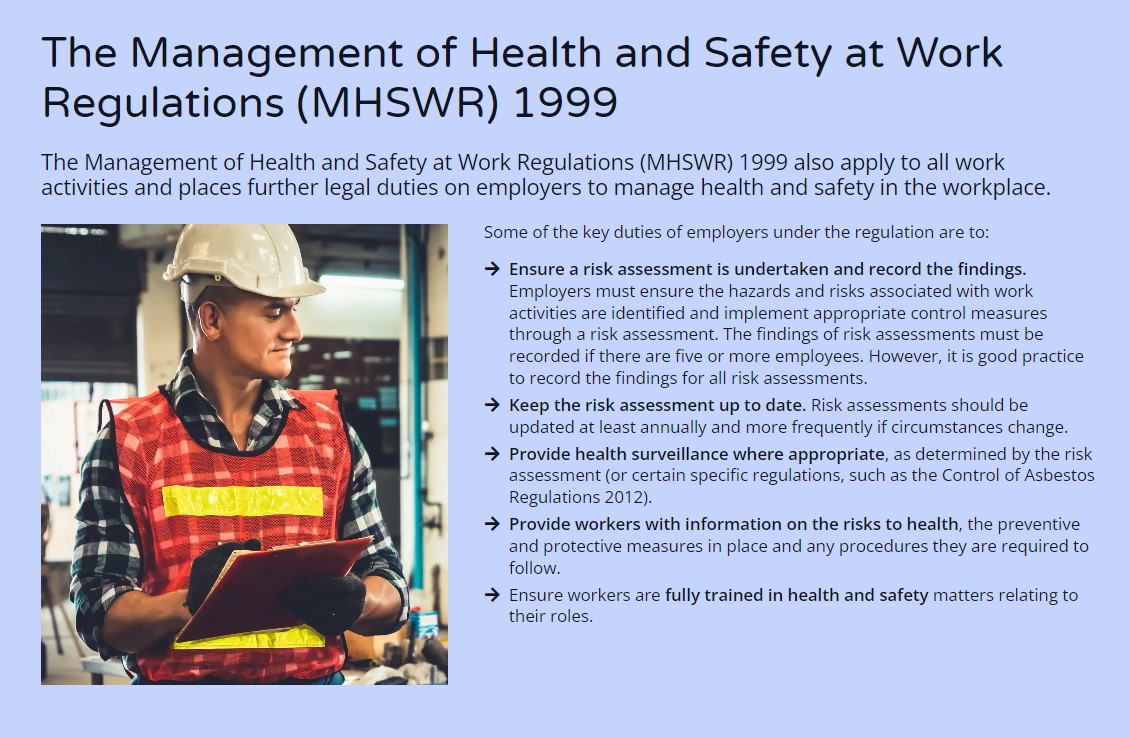 The Management of Health and Safety at Work
Regulations (MHSWR) 1999
The Management of Health and Safety at Work Regulations (MHSWR) 1999 also apply to all work
activities and places further legal duties on employers to manage health and safety in the workplace.
Some of the key duties of employers under the regulation are to:
→ Ensure a risk assessment is undertaken and record the findings.
Employers must ensure the hazards and risks associated with work
activities are identified and implement appropriate control measures
through a risk assessment. The findings of risk assessments must be
recorded if there are five or more employees. However, it is good practice
to record the findings for all risk assessments.
→ Keep the risk assessment up to date. Risk assessments should be
updated at least annually and more frequently if circumstances change.
→ Provide health surveillance where appropriate, as determined by the risk
assessment (or certain specific regulations, such as the Control of Asbestos
Regulations 2012).
→ Provide workers with information on the risks to health, the preventive
and protective measures in place and any procedures they are required to
follow.
→ Ensure workers are fully trained in health and safety matters relating to
their roles.